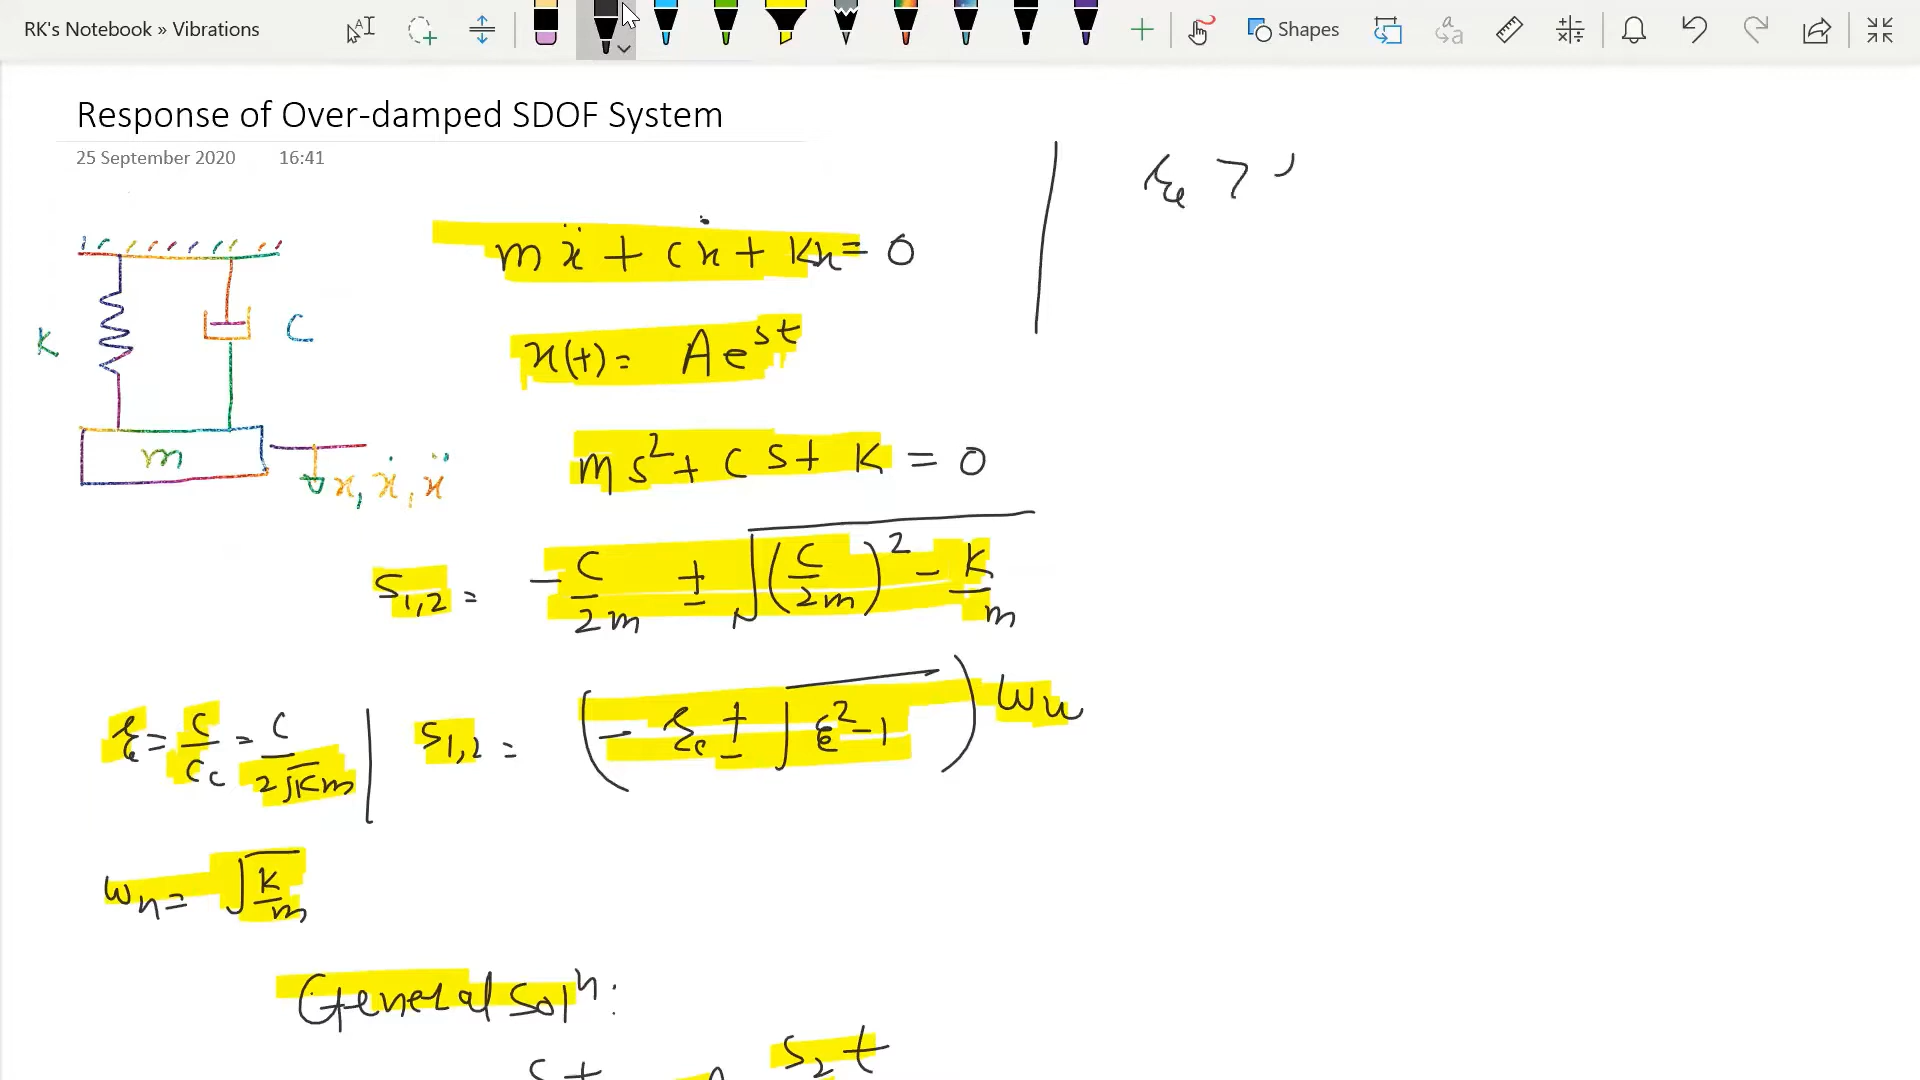 RK's Notebook » Vibrations
Shapes
Response of Over-damped SDOF System
25 September 2020 16:41
ξ >
mẍ + cẋ + Kx = 0
K
C
x(t) = A e^{st}
m
x, ẋ, ẍ
ms² + cs + K = 0
S₁,₂ = -C/2m ± √((C/2m)² - K/m)
ξ = C/Cc = C/2√Km
S₁,₂ = (-ξ ± √ξ²-1) ωn
ωn = √K/m
General solⁿ:
S₂t